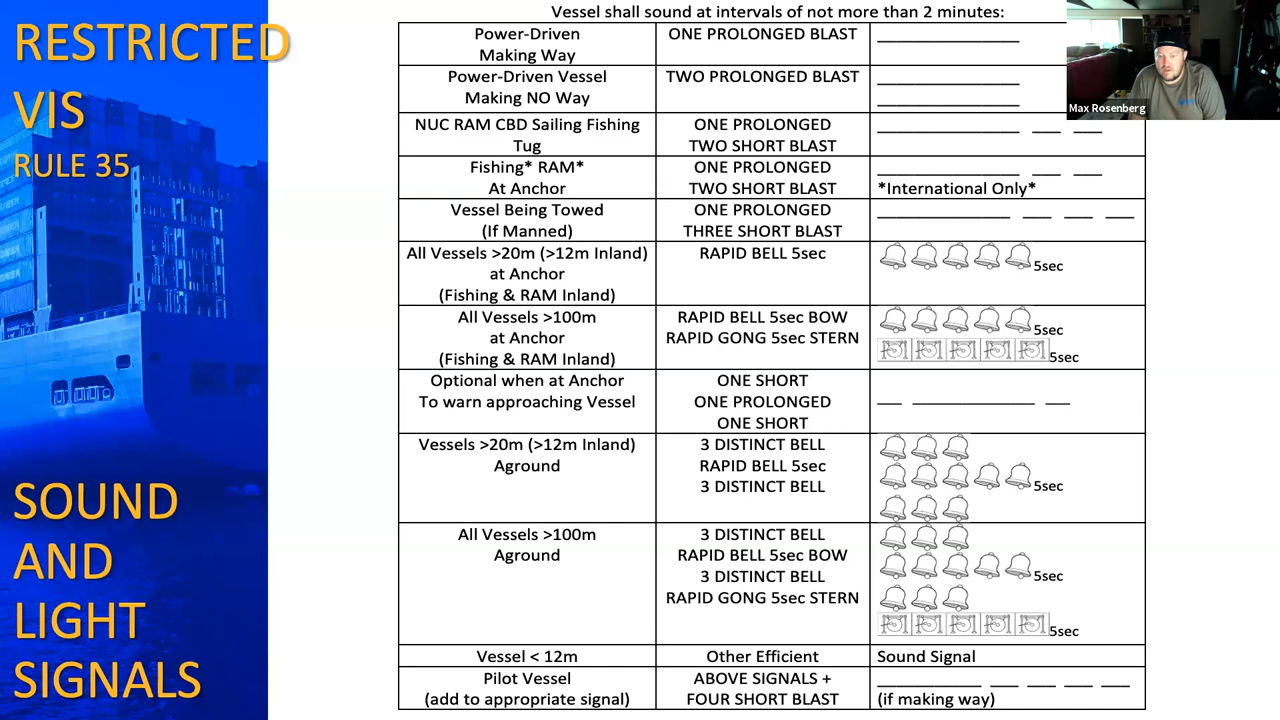 RESTRICTED
VIS
RULE 35
SOUND
AND
LIGHT
SIGNALS
Vessel shall sound at intervals of not more than 2 minutes:
Power-Driven
Making Way
ONE PROLONGED BLAST
Power-Driven Vessel
Making NO Way
TWO PROLONGED BLAST
NUC RAM CBD Sailing Fishing
Tug
ONE PROLONGED
TWO SHORT BLAST
Fishing* RAM*
At Anchor
ONE PROLONGED
TWO SHORT BLAST
*International Only*
Vessel Being Towed
(If Manned)
ONE PROLONGED
THREE SHORT BLAST
All Vessels >20m (>12m Inland)
at Anchor
(Fishing & RAM Inland)
RAPID BELL 5sec
5sec
All Vessels >100m
at Anchor
(Fishing & RAM Inland)
RAPID BELL 5sec BOW
RAPID GONG 5sec STERN
5sec
5sec
Optional when at Anchor
To warn approaching Vessel
ONE SHORT
ONE PROLONGED
ONE SHORT
Vessels >20m (>12m Inland)
Aground
3 DISTINCT BELL
RAPID BELL 5sec
3 DISTINCT BELL
5sec
All Vessels >100m
Aground
3 DISTINCT BELL
RAPID BELL 5sec BOW
3 DISTINCT BELL
RAPID GONG 5sec STERN
5sec
5sec
Vessel < 12m
Other Efficient
Sound Signal
Pilot Vessel
(add to appropriate signal)
ABOVE SIGNALS +
FOUR SHORT BLAST
(if making way)
Max Rosenberg